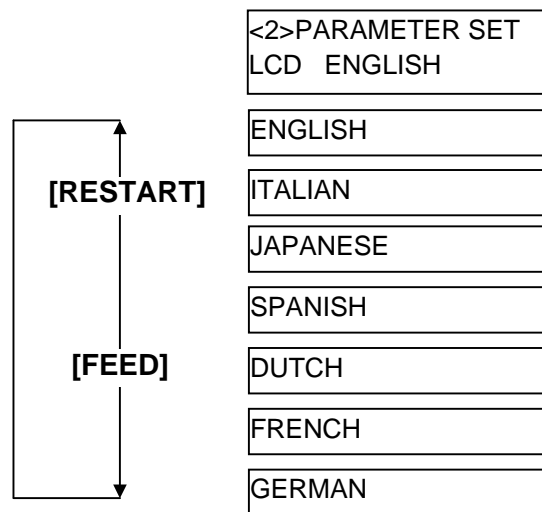 <2>PARAMETER SET
LCD ENGLISH
ENGLISH
[RESTART]
ITALIAN
JAPANESE
SPANISH
[FEED]
DUTCH
FRENCH
GERMAN